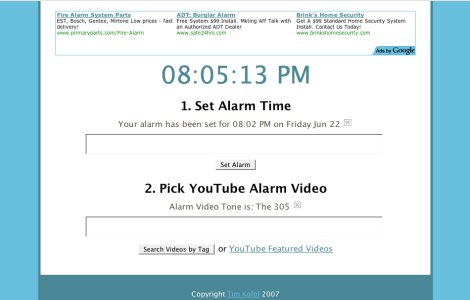 Fire Alarm System Parts
EST, Bosch, Gentex, Mirtone Low prices - fast
delivery!
www.primaryparts.com/Fire-Alarm
ADT: Burglar Alarm
Free System $99 Install. Mkting Aff Talk with
an Authorized ADT Dealer
www.safe24hrs.com
Brink's Home Security
Get A $99 Standard Home Security System
Install. Contact Us Today!
www.brinkshomesecurity.com
Ads by Google
08:05:13 PM
1. Set Alarm Time
Your alarm has been set for 08:02 PM on Friday Jun 22
Set Alarm
2. Pick YouTube Alarm Video
Alarm Video Tone is: The 305
Search Videos by Tag or YouTube Featured Videos
Copyright Tim Kofol 2007